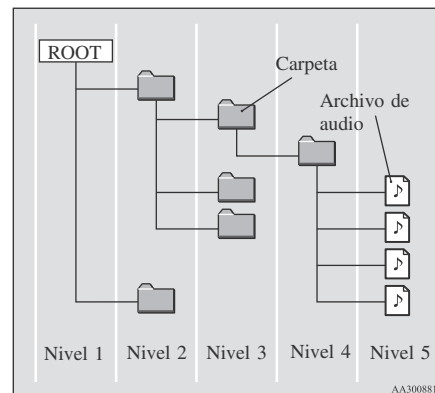 ROOT
Carpeta
Archivo de
audio
Nivel 1
Nivel 2
Nivel 3
Nivel 4
Nivel 5
AA300881